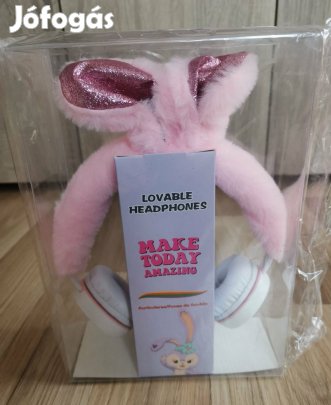 Jófogás
LOVABLE
HEADPHONES
MAKE
TODAY
AMAZING